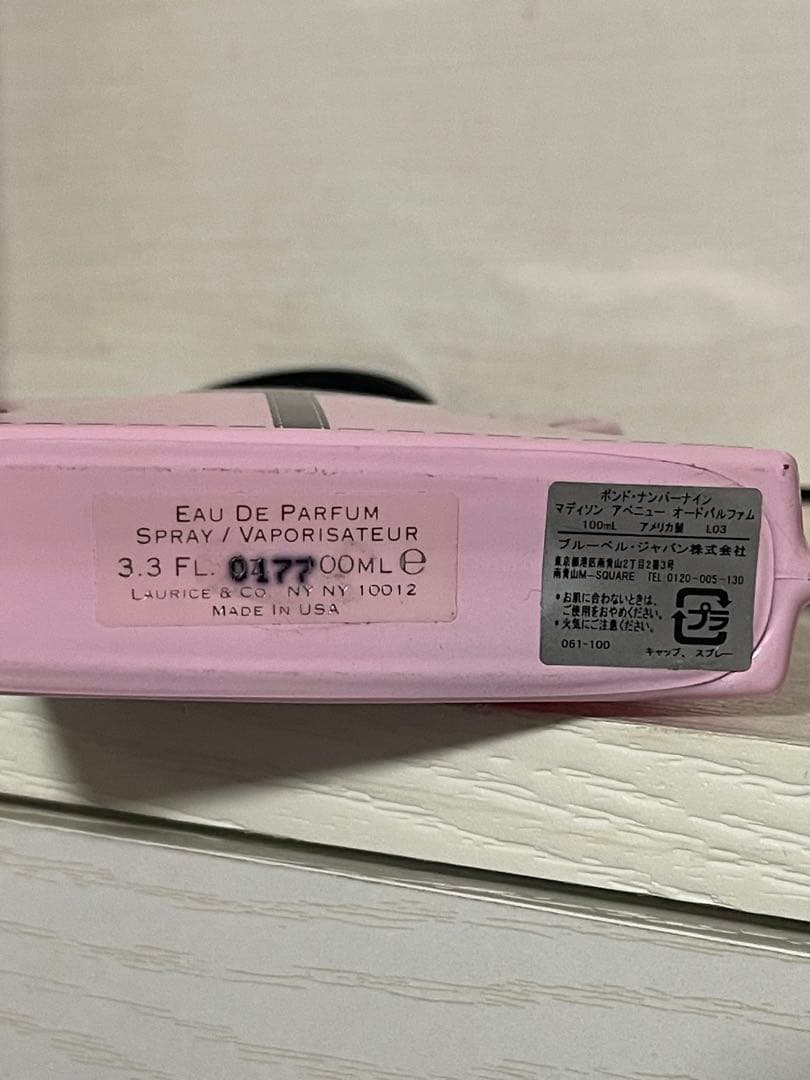 EAU DE PARFUM
SPRAY / VAPORISATEUR
3.3 FL. 0177 00ML ℮
LAURICE & CO. NY NY 10012
MADE IN USA
ボンド・ナンバーナイン
マディソン アベニュー オードパルファム
100mL アメリカ製 L03
ブルーベル・ジャパン株式会社
東京都港区南青山2丁目2番3号
南青山M-SQUARE TEL 0120-005-130
・お肌に合わないときは、
ご使用をおやめください。
・火気にご注意ください。
プラ
061-100
キャップ、スプレー